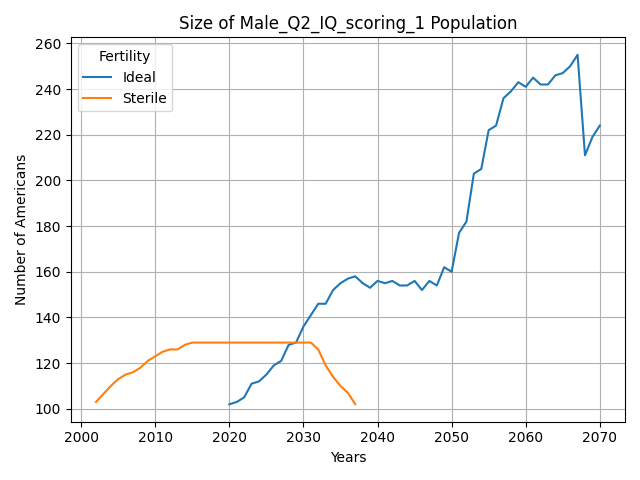 Size of Male_Q2_IQ_scoring_1 Population
Fertility
Ideal
Sterile
Number of Americans
260
240
220
200
180
160
140
120
100
2000 2010 2020 2030 2040 2050 2060 2070
Years